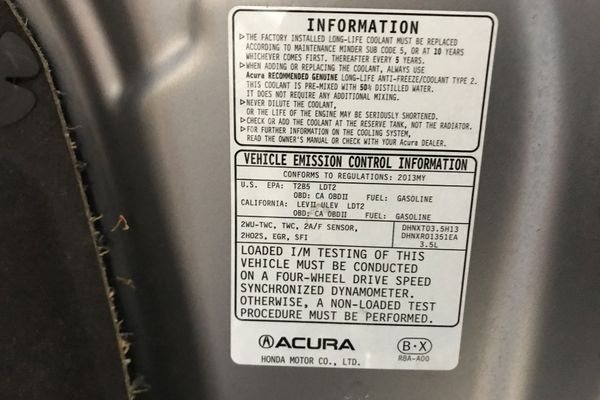 INFORMATION
▷THE FACTORY INSTALLED LONG-LIFE COOLANT MUST BE REPLACED
ACCORDING TO MAINTENANCE MINDER SUB CODE 5, OR AT 10 YEARS
WHICHEVER COMES FIRST. THEREAFTER EVERY 5 YEARS.
▷WHEN ADDING OR REPLACING THE COOLANT, ALWAYS USE
Acura RECOMMENDED GENUINE LONG-LIFE ANTI-FREEZE/COOLANT TYPE 2.
THIS COOLANT IS PRE-MIXED WITH 50% DISTILLED WATER.
IT DOES NOT REQUIRE ANY ADDITIONAL MIXING.
▷NEVER DILUTE THE COOLANT,
OR THE LIFE OF THE ENGINE MAY BE SERIOUSLY SHORTENED.
▷CHECK OR ADD THE COOLANT AT THE RESERVE TANK, NOT THE RADIATOR.
▷FOR FURTHER INFORMATION ON THE COOLING SYSTEM,
READ THE OWNER'S MANUAL OR CHECK WITH YOUR Acura DEALER.
VEHICLE EMISSION CONTROL INFORMATION
CONFORMS TO REGULATIONS: 2013MY
U.S. EPA: T2B5 LDT2
OBD: CA OBDII FUEL: GASOLINE
CALIFORNIA: LEVII ULEV LDT2
OBD: CA OBDII FUEL: GASOLINE
2WU-TWC, TWC, 2A/F SENSOR,
2HO2S, EGR, SFI
DHNXT03.5H13
DHNXR0135IEA
3.5L
LOADED I/M TESTING OF THIS
VEHICLE MUST BE CONDUCTED
ON A FOUR-WHEEL DRIVE SPEED
SYNCHRONIZED DYNAMOMETER.
OTHERWISE, A NON-LOADED TEST
PROCEDURE MUST BE PERFORMED.
ACURA
HONDA MOTOR CO., LTD.
B·X
R8A-A00